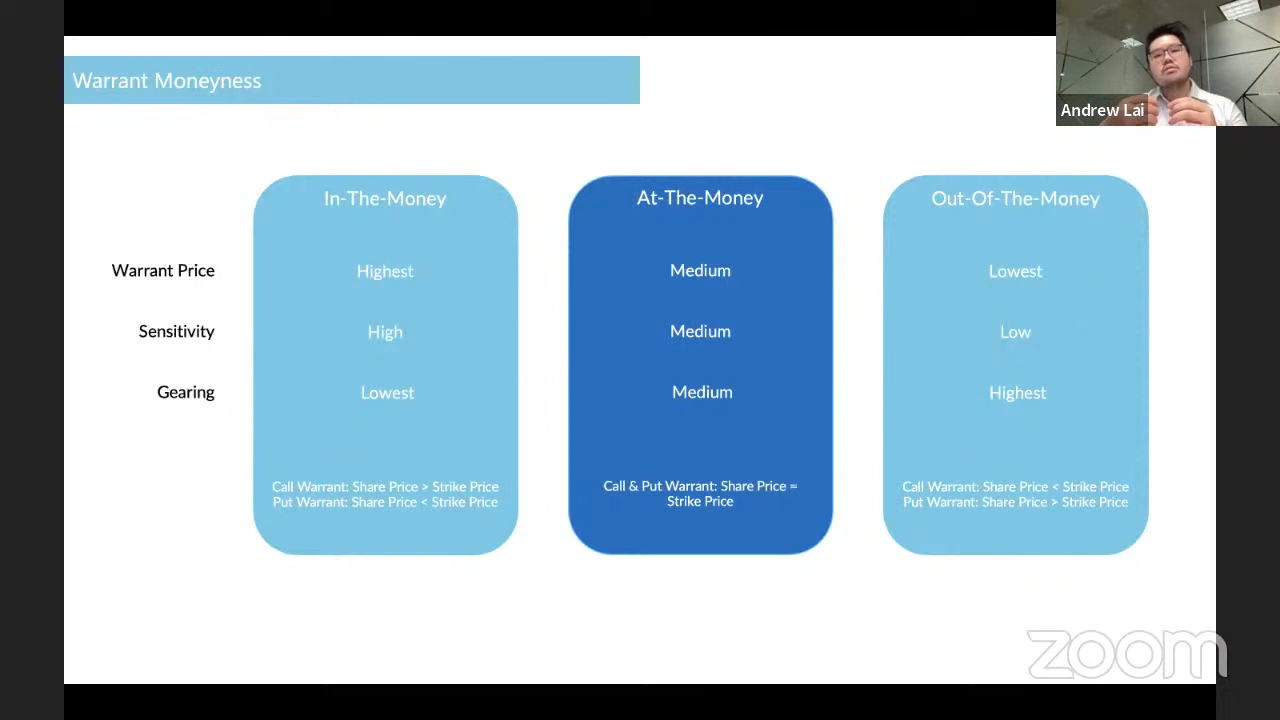 Warrant Moneyness
Andrew Lai
In-The-Money
At-The-Money
Out-Of-The-Money
Warrant Price
Highest
Medium
Lowest
Sensitivity
High
Medium
Low
Gearing
Lowest
Medium
Highest
Call Warrant: Share Price > Strike Price
Put Warrant: Share Price < Strike Price
Call & Put Warrant: Share Price =
Strike Price
Call Warrant: Share Price < Strike Price
Put Warrant: Share Price > Strike Price
zoom